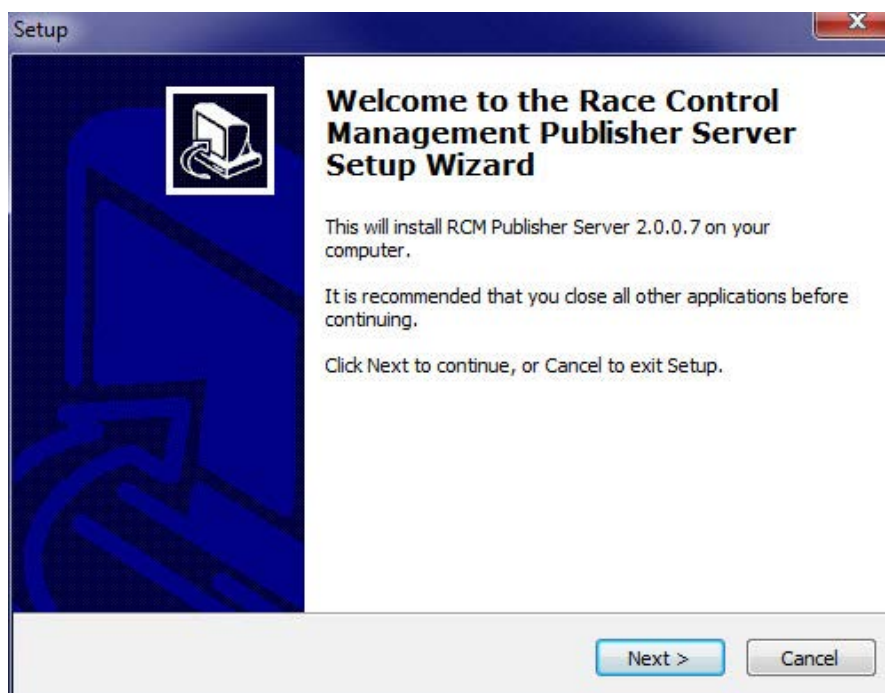 Setup
Welcome to the Race Control
Management Publisher Server
Setup Wizard
This will install RCM Publisher Server 2.0.0.7 on your
computer.
It is recommended that you close all other applications before
continuing.
Click Next to continue, or Cancel to exit Setup.
Next >
Cancel